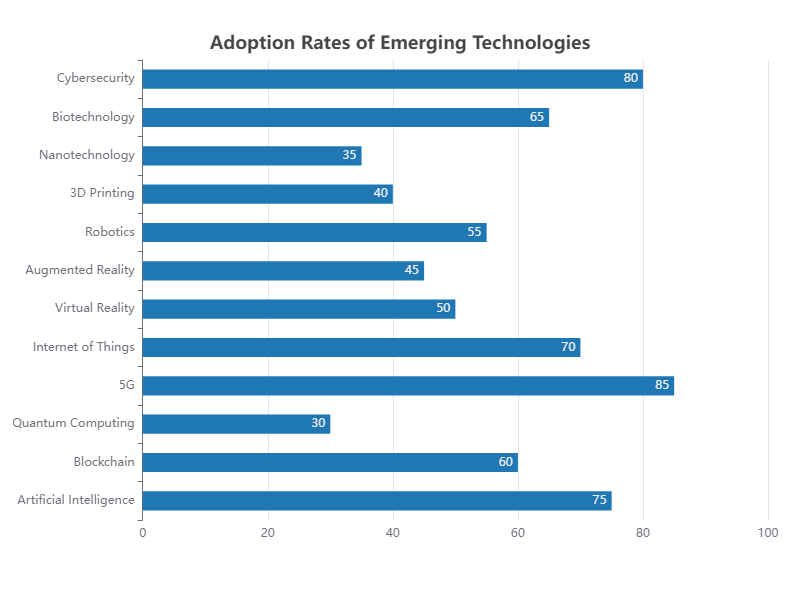 Adoption Rates of Emerging Technologies
Cybersecurity 80
Biotechnology 65
Nanotechnology 35
3D Printing 40
Robotics 55
Augmented Reality 45
Virtual Reality 50
Internet of Things 70
5G 85
Quantum Computing 30
Blockchain 60
Artificial Intelligence 75
0 20 40 60 80 100